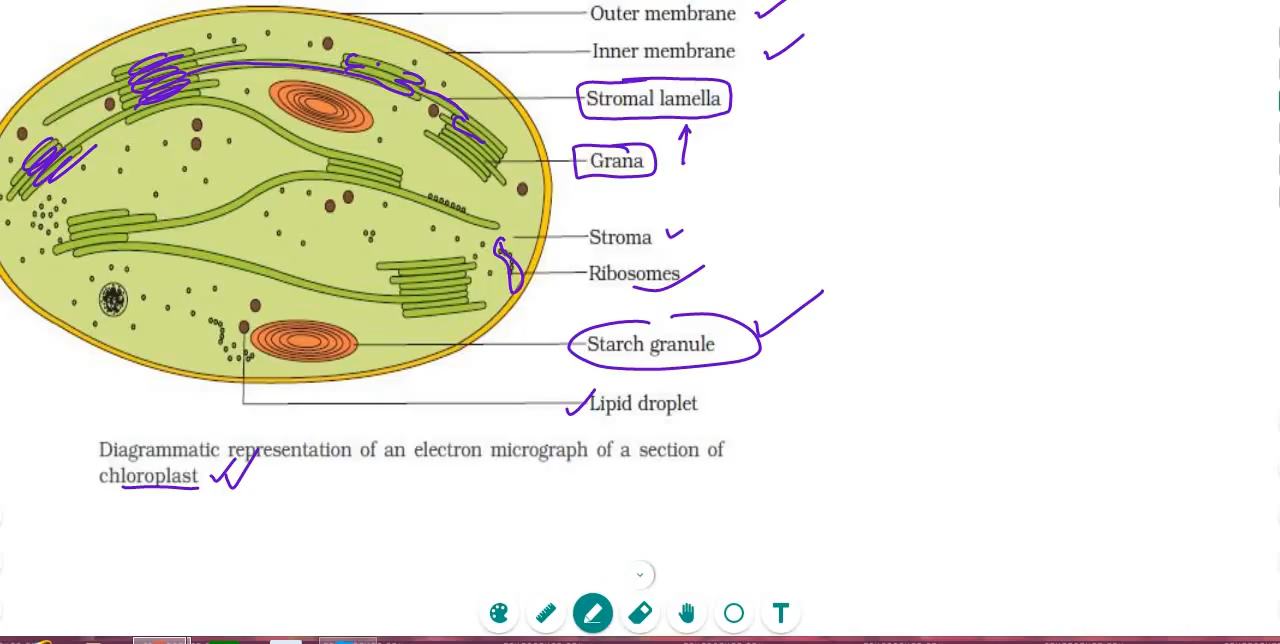 Outer membrane
Inner membrane
Stromal lamella
Grana
Stroma
Ribosomes
Starch granule
Lipid droplet
Diagrammatic representation of an electron micrograph of a section of
chloroplast
T